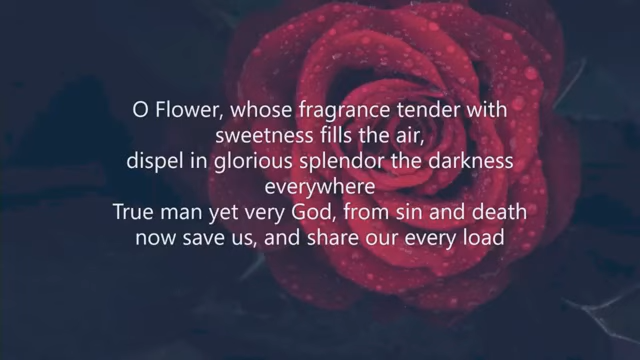 O Flower, whose fragrance tender with
sweetness fills the air,
dispel in glorious splendor the darkness
everywhere
True man yet very God, from sin and death
now save us, and share our every load